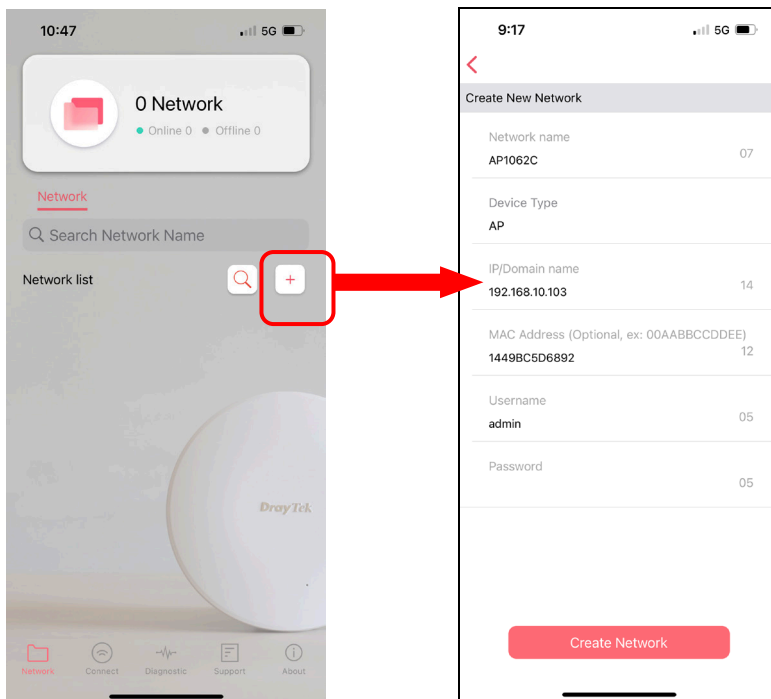 10:47
5G
0 Network
Online 0 Offline 0
Network
Search Network Name
Network list
+
DrayTek
Network Connect Diagnostic Support About
9:17
5G
Create New Network
Network name
AP1062C 07
Device Type
AP
IP/Domain name
192.168.10.103 14
MAC Address (Optional, ex: 00AABBCCDDEE)
1449BC5D6892 12
Username
admin 05
Password
05
Create Network